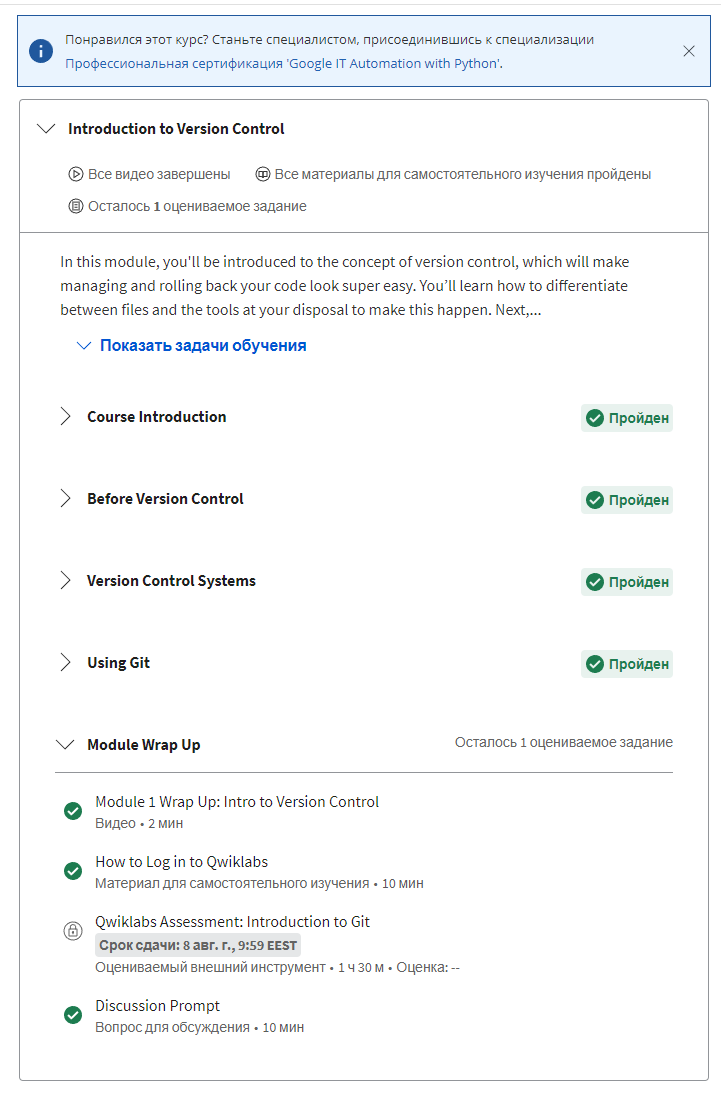 Понравился этот курс? Станьте специалистом, присоединившись к специализации
Профессиональная сертификация 'Google IT Automation with Python'.
Introduction to Version Control
Все видео завершены
Все материалы для самостоятельного изучения пройдены
Осталось 1 оцениваемое задание
In this module, you'll be introduced to the concept of version control, which will make
managing and rolling back your code look super easy. You’ll learn how to differentiate
between files and the tools at your disposal to make this happen. Next,...
Показать задачи обучения
Course Introduction
Пройден
Before Version Control
Пройден
Version Control Systems
Пройден
Using Git
Пройден
Module Wrap Up
Осталось 1 оцениваемое задание
Module 1 Wrap Up: Intro to Version Control
Видео • 2 мин
How to Log in to Qwiklabs
Материал для самостоятельного изучения • 10 мин
Qwiklabs Assessment: Introduction to Git
Срок сдачи: 8 авг. г., 9:59 EEST
Оцениваемый внешний инструмент • 1 ч 30 м • Оценка: --
Discussion Prompt
Вопрос для обсуждения • 10 мин